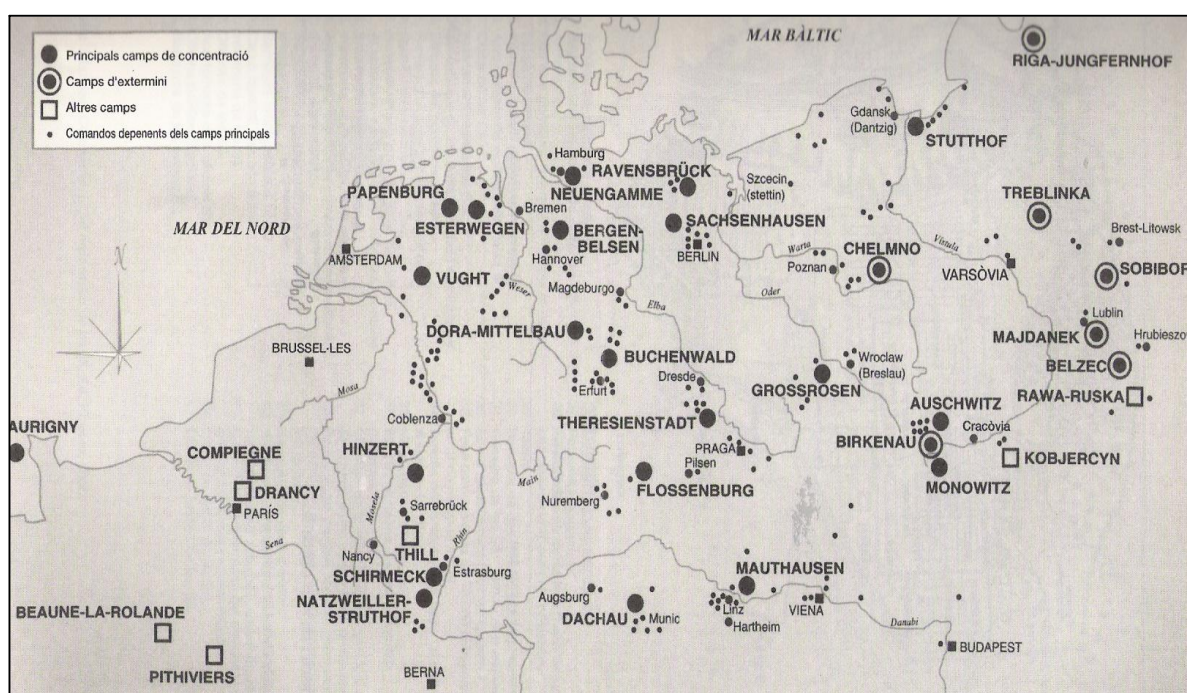 Principals camps de concentració
Camps d'extermini
Altres camps
Comandos depenents dels camps principals
MAR BÀLTIC
RIGA-JUNGFERNHOF
Gdansk
(Dantzig)
STUTTHOF
Hamburg
RAVENSBRÜCK
NEUENGAMME
Szczecin
(stettin)
TREBLINKA
PAPENBURG
ESTERWEGEN
Bremen
BERGEN-
BELSEN
SACHSENHAUSEN
BERLIN
MAR DEL NORD
N
AMSTERDAM
VUGHT
Hannover
Weser
Magdeburgo
Elba
Warta
Poznan
CHELMNO
Oder
Vístula
VARSÒVIA
Brest-Litowsk
SOBIBOR
Lublin
MAJDANEK
Hrubieszow
BELZEC
RAWA-RUSKA
BRUSSEL-LES
Mosa
DORA-MITTELBAU
BUCHENWALD
Erfurt
Dresde
GROSSROSEN
Wroclaw
(Breslau)
THERESIENSTADT
AUSCHWITZ
BIRKENAU
Cracòvia
MONOWITZ
KOBJERCYN
AURIGNY
COMPIEGNE
DRANCY
PARÍS
Sena
Coblenza
HINZERT
Mosela
Main
Sarrebrück
Rhin
Nancy
THILL
SCHIRMECK
Estrasburg
NATZWEILLER-
STRUTHOF
PRAGA
Pilsen
Nuremberg
FLOSSENBURG
MAUTHAUSEN
Augsburg
DACHAU
Munic
Linz
Hartheim
VIENA
Danubi
BUDAPEST
BEAUNE-LA-ROLANDE
PITHIVIERS
BERNA